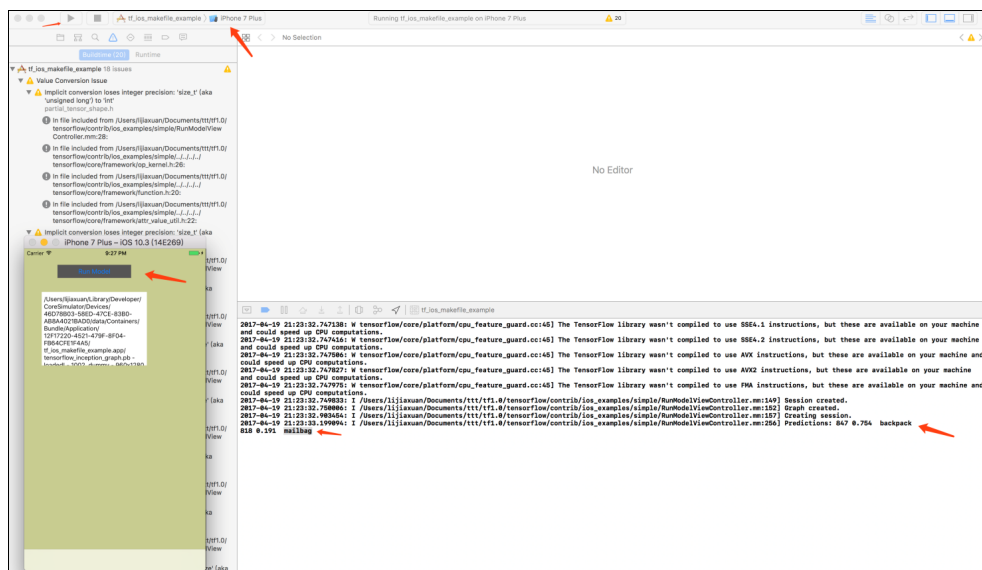 tf_ios_makefile_example 〉 iPhone 7 Plus
Running tf_ios_makefile_example on iPhone 7 Plus
20
No Selection
Buildtime (20) Runtime
tf_ios_makefile_example 18 issues
Value Conversion Issue
Implicit conversion loses integer precision: 'size_t' (aka
'unsigned long') to 'int'
partial_tensor_shape.h
In file included from /Users/lijiaxuan/Documents/ttt/tf1.0/
tensorflow/contrib/ios_examples/simple/RunModelView
Controller.mm:28:
In file included from /Users/lijiaxuan/Documents/ttt/tf1.0/
tensorflow/contrib/ios_examples/simple/../../../../
tensorflow/core/framework/op_kernel.h:26:
In file included from /Users/lijiaxuan/Documents/ttt/tf1.0/
tensorflow/contrib/ios_examples/simple/../../../../
tensorflow/core/framework/function.h:20:
In file included from /Users/lijiaxuan/Documents/ttt/tf1.0/
tensorflow/contrib/ios_examples/simple/../../../../
tensorflow/core/framework/attr_value_util.h:22:
Implicit conversion loses integer precision: 'size_t' (aka
No Editor
iPhone 7 Plus – iOS 10.3 (14E269)
Carrier 9:27 PM
Run Model
/Users/lijiaxuan/Library/Developer/
CoreSimulator/Devices/
46D78B03-58ED-47CE-83B0-
AB8A4021BAD0/data/Containers/
Bundle/Application/
12F17220-4521-479F-8F04-
FB64CFE1F4A5/
tf_ios_makefile_example.app/
tensorflow_inception_graph.pb -
tf_ios_makefile_example
2017-04-19 21:23:32.747138: W tensorflow/core/platform/cpu_feature_guard.cc:45] The TensorFlow library wasn't compiled to use SSE4.1 instructions, but these are available on your machine
and could speed up CPU computations.
2017-04-19 21:23:32.747416: W tensorflow/core/platform/cpu_feature_guard.cc:45] The TensorFlow library wasn't compiled to use SSE4.2 instructions, but these are available on your machine
and could speed up CPU computations.
2017-04-19 21:23:32.747506: W tensorflow/core/platform/cpu_feature_guard.cc:45] The TensorFlow library wasn't compiled to use AVX instructions, but these are available on your machine and
could speed up CPU computations.
2017-04-19 21:23:32.747827: W tensorflow/core/platform/cpu_feature_guard.cc:45] The TensorFlow library wasn't compiled to use AVX2 instructions, but these are available on your machine
and could speed up CPU computations.
2017-04-19 21:23:32.747975: W tensorflow/core/platform/cpu_feature_guard.cc:45] The TensorFlow library wasn't compiled to use FMA instructions, but these are available on your machine and
could speed up CPU computations.
2017-04-19 21:23:32.749833: I /Users/lijiaxuan/Documents/ttt/tf1.0/tensorflow/contrib/ios_examples/simple/RunModelViewController.mm:149] Session created.
2017-04-19 21:23:32.750006: I /Users/lijiaxuan/Documents/ttt/tf1.0/tensorflow/contrib/ios_examples/simple/RunModelViewController.mm:152] Graph created.
2017-04-19 21:23:32.903454: I /Users/lijiaxuan/Documents/ttt/tf1.0/tensorflow/contrib/ios_examples/simple/RunModelViewController.mm:157] Creating session.
2017-04-19 21:23:33.199094: I /Users/lijiaxuan/Documents/ttt/tf1.0/tensorflow/contrib/ios_examples/simple/RunModelViewController.mm:256] Predictions: 847 0.754 backpack
818 0.191 mailbag